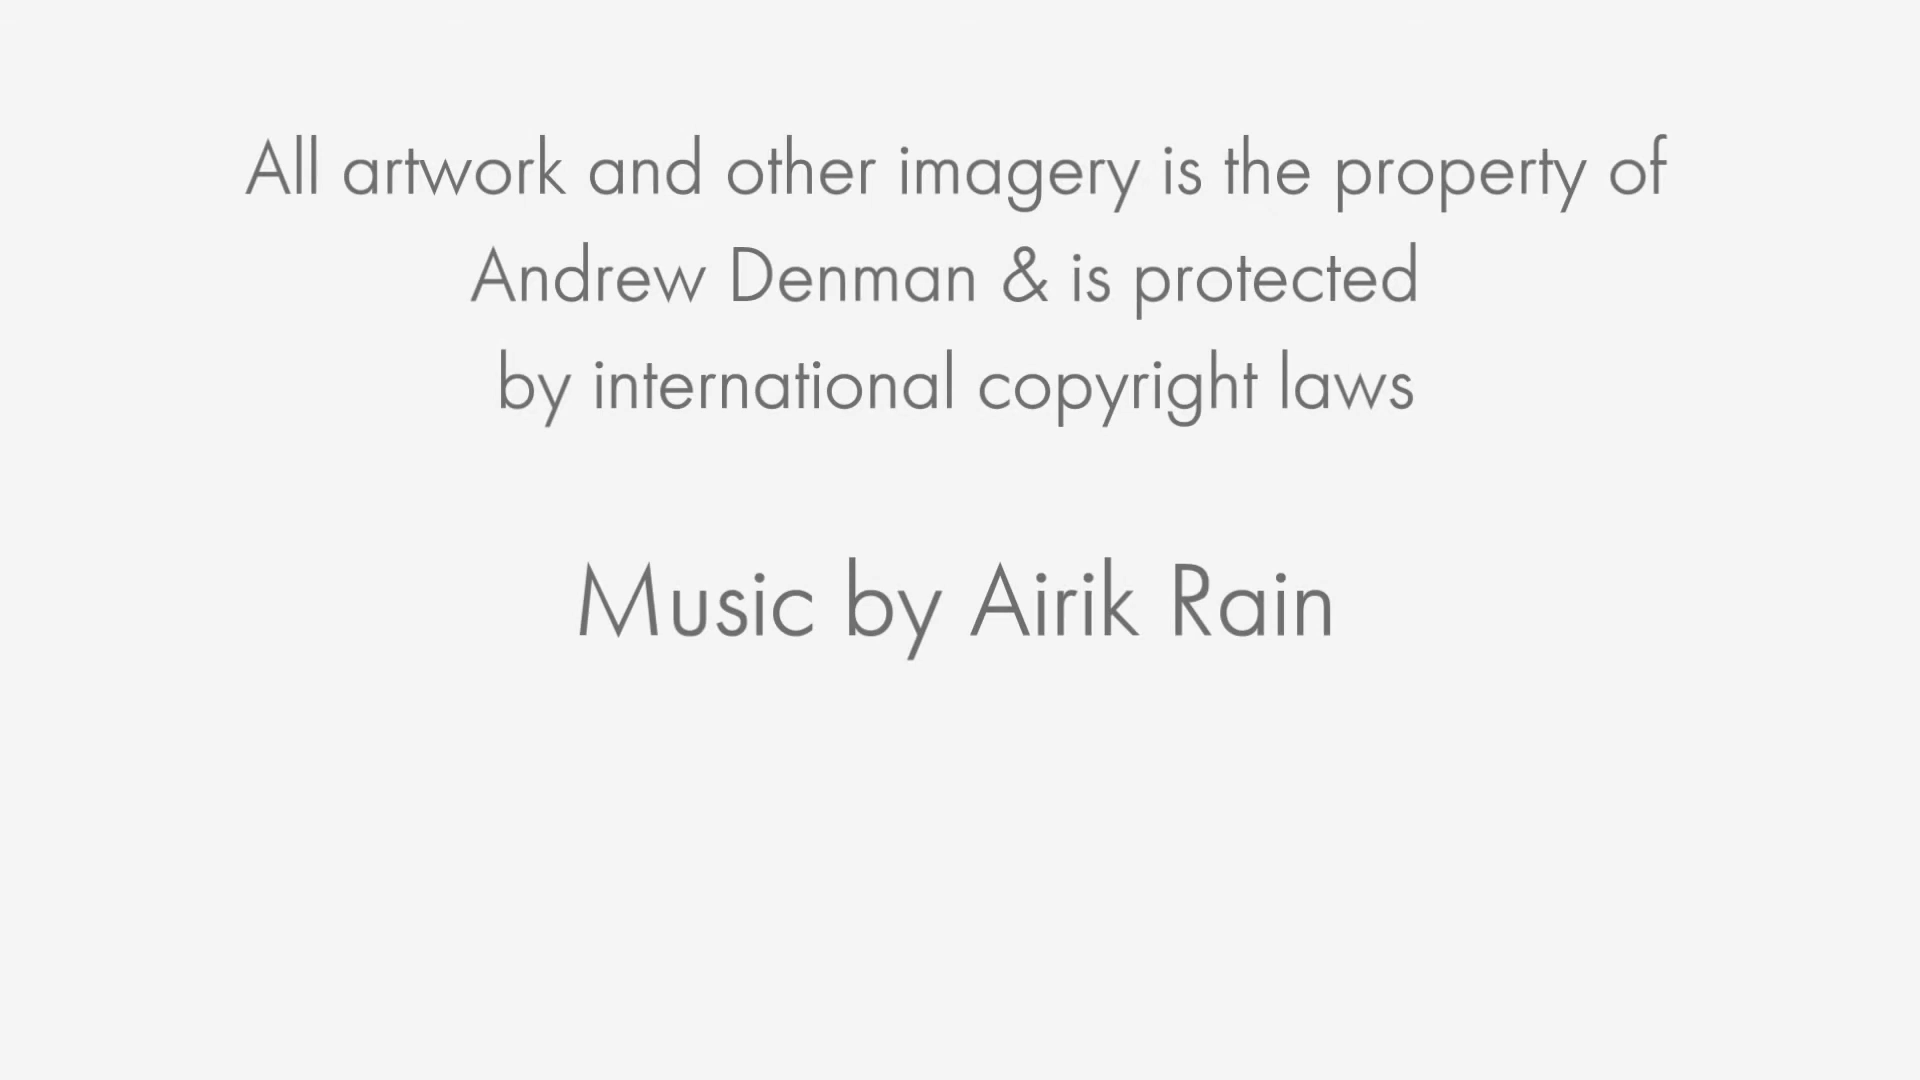 All artwork and other imagery is the property of
Andrew Denman & is protected
by international copyright laws
Music by Airik Rain